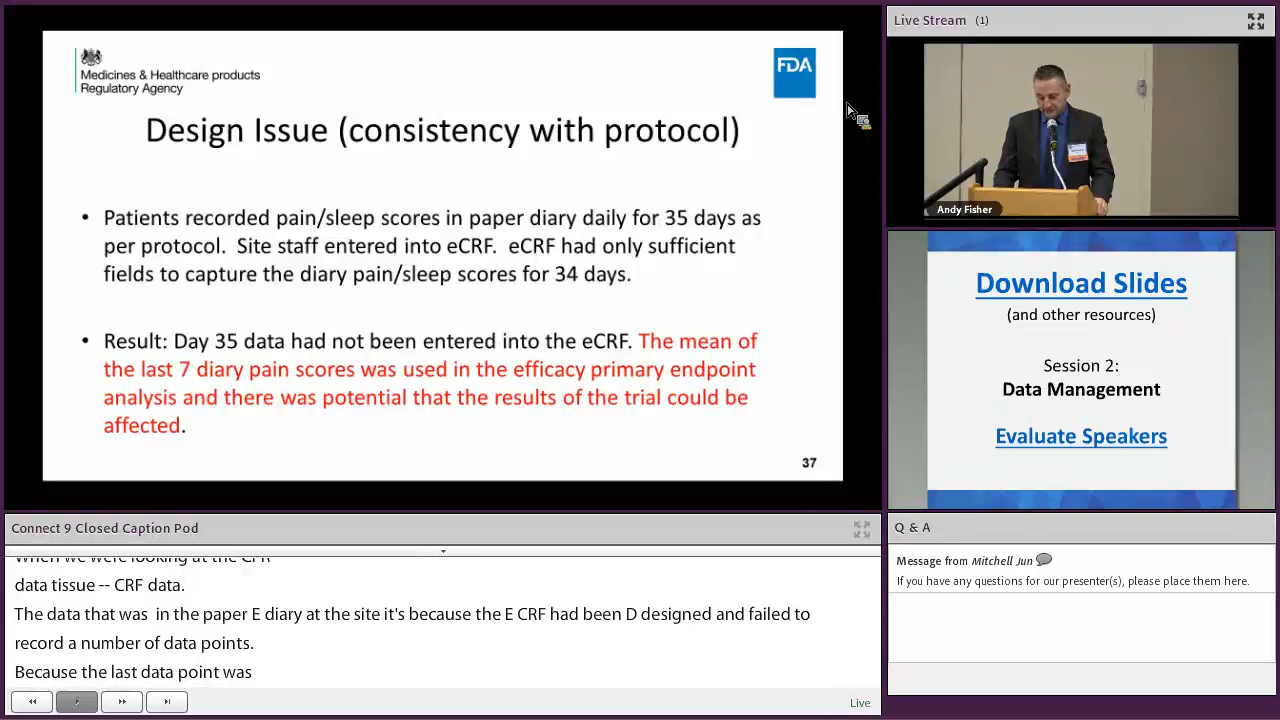 Medicines & Healthcare products
Regulatory Agency
FDA
Design Issue (consistency with protocol)
• Patients recorded pain/sleep scores in paper diary daily for 35 days as
per protocol. Site staff entered into eCRF. eCRF had only sufficient
fields to capture the diary pain/sleep scores for 34 days.
• Result: Day 35 data had not been entered into the eCRF. The mean of
the last 7 diary pain scores was used in the efficacy primary endpoint
analysis and there was potential that the results of the trial could be
affected.
37
Live Stream (1)
Andy Fisher
Download Slides
(and other resources)
Session 2:
Data Management
Evaluate Speakers
Connect 9 Closed Caption Pod
When we were looking at the CPR
data tissue -- CRF data.
The data that was in the paper E diary at the site it's because the E CRF had been D designed and failed to
record a number of data points.
Because the last data point was
Live
Q & A
Message from Mitchell Jun
If you have any questions for our presenter(s), please place them here.